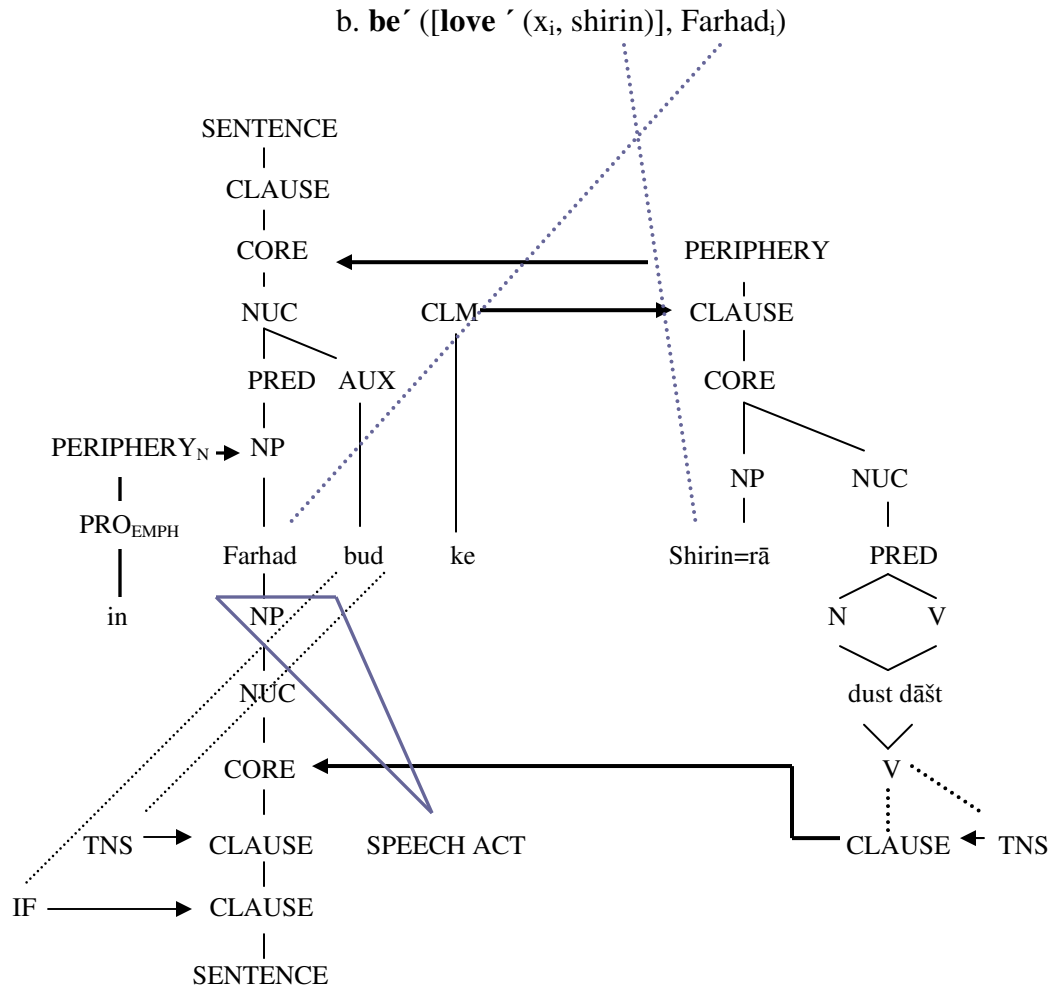 b. be´ ([love ´ (xi, shirin)], Farhadi)
SENTENCE
CLAUSE
CORE PERIPHERY
NUC CLM CLAUSE
PRED AUX CORE
PERIPHERYN NP NP NUC
PROEMPH
Farhad bud ke Shirin=rā PRED
in NP N V
NUC dust dāšt
CORE V
TNS CLAUSE SPEECH ACT CLAUSE TNS
IF CLAUSE
SENTENCE